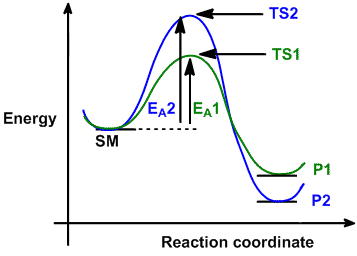 TS2
TS1
EA2 EA1
Energy
SM
P1
P2
Reaction coordinate